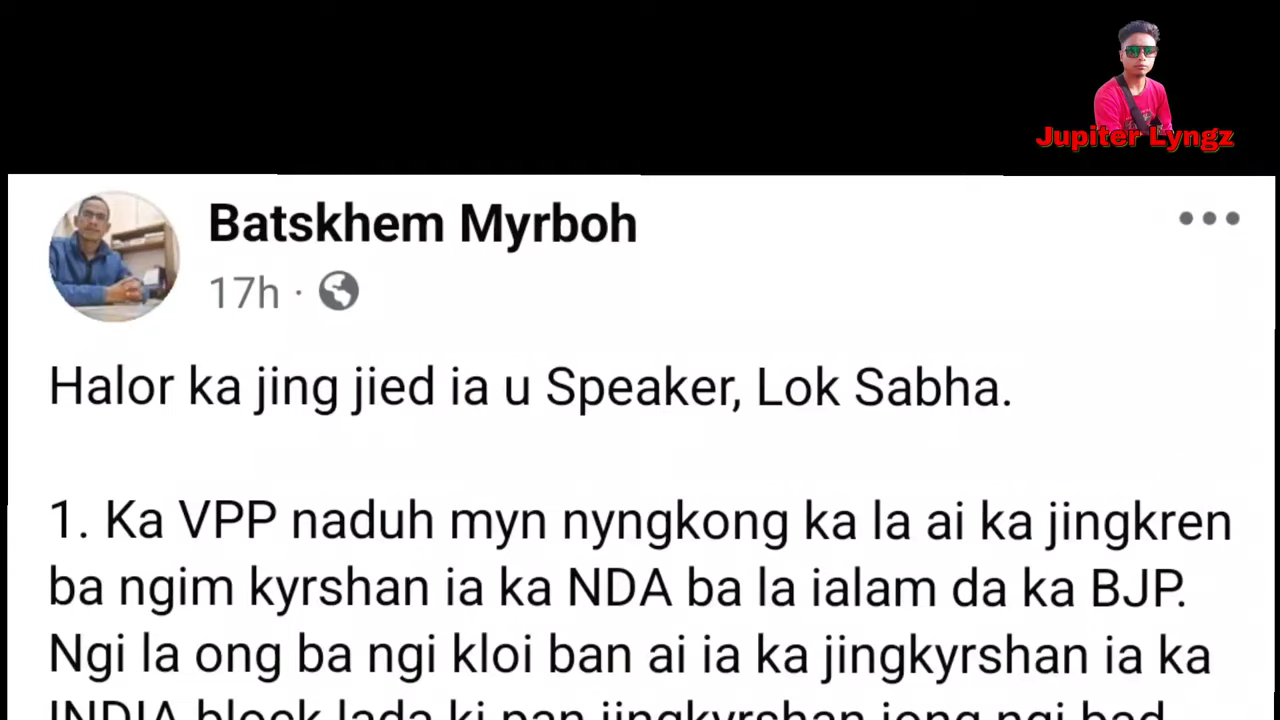 Jupiter Lyngz
Batskhem Myrboh
17h ·
Halor ka jing jied ia u Speaker, Lok Sabha.
1. Ka VPP naduh myn nyngkong ka la ai ka jingkren
ba ngim kyrshan ia ka NDA ba la ialam da ka BJP.
Ngi la ong ba ngi kloi ban ai ia ka jingkyrshan ia ka
INDIA block lada ki pan jingkyrshan jong ngi bad